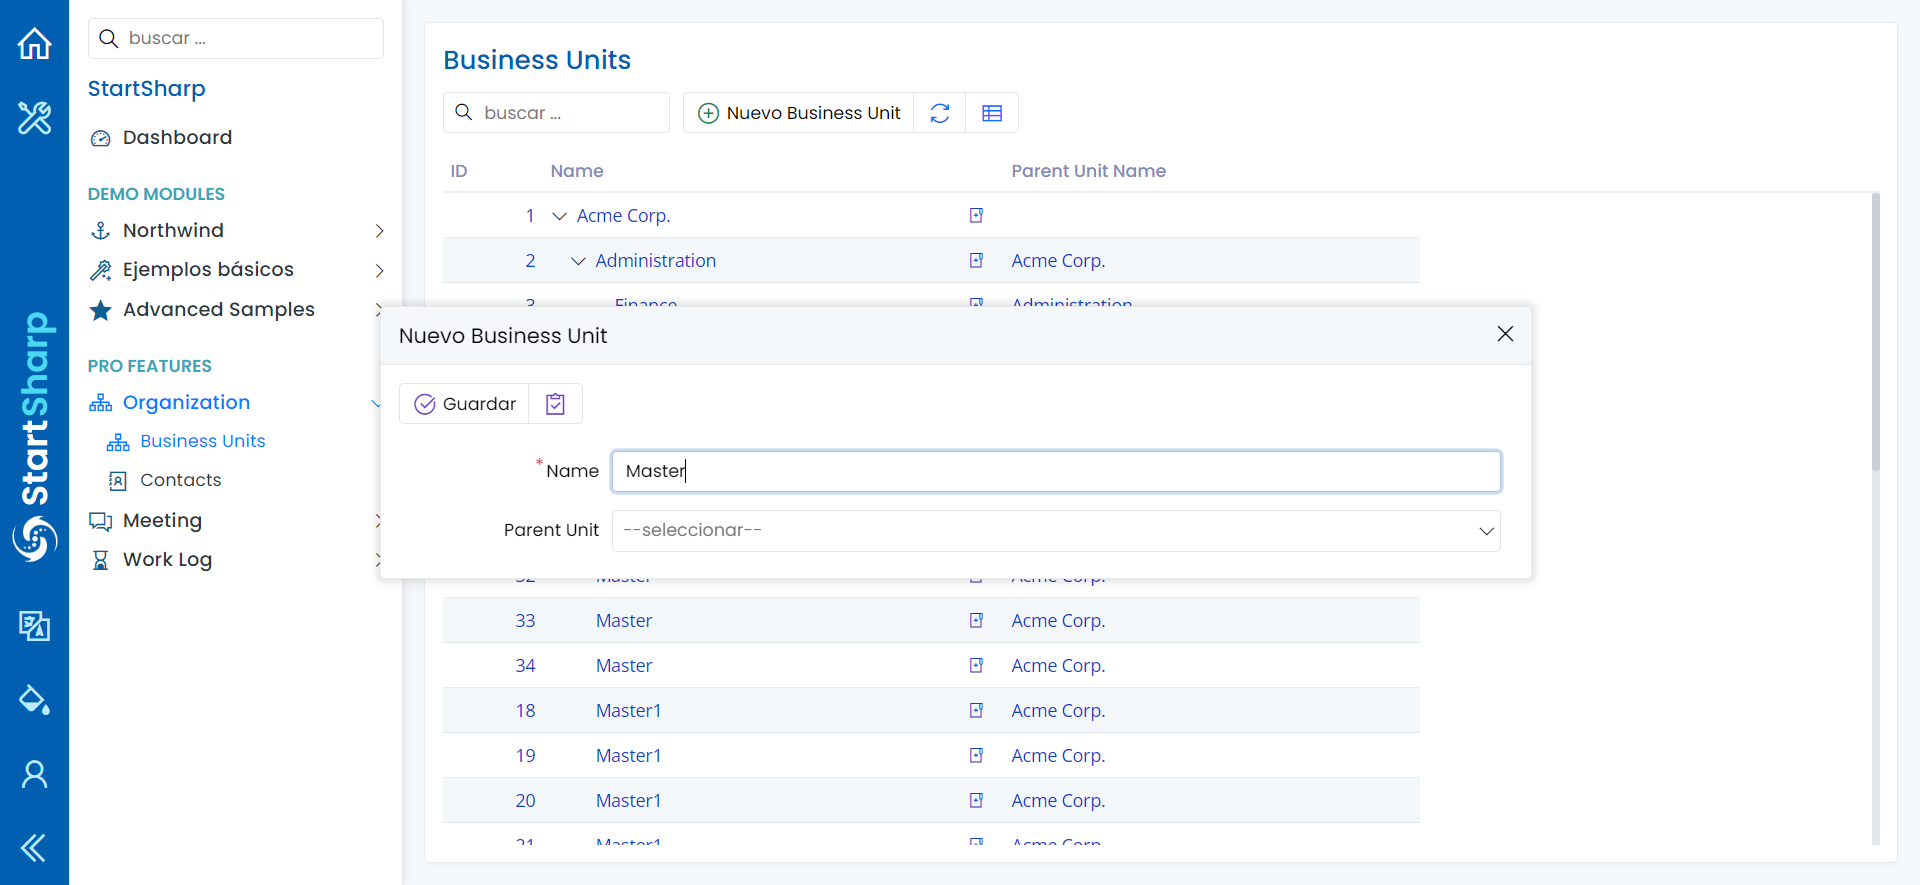 buscar ...
StartSharp
Dashboard
DEMO MODULES
Northwind
Ejemplos básicos
Advanced Samples
PRO FEATURES
Organization
Business Units
Contacts
Meeting
Work Log
StartSharp
Business Units
buscar ...
Nuevo Business Unit
ID Name Parent Unit Name
1 Acme Corp.
2 Administration Acme Corp.
3 Finance Administration
Nuevo Business Unit
Guardar
* Name Master
Parent Unit --seleccionar--
32 Master Acme Corp.
33 Master Acme Corp.
34 Master Acme Corp.
18 Master1 Acme Corp.
19 Master1 Acme Corp.
20 Master1 Acme Corp.
21 Master1 Acme Corp.